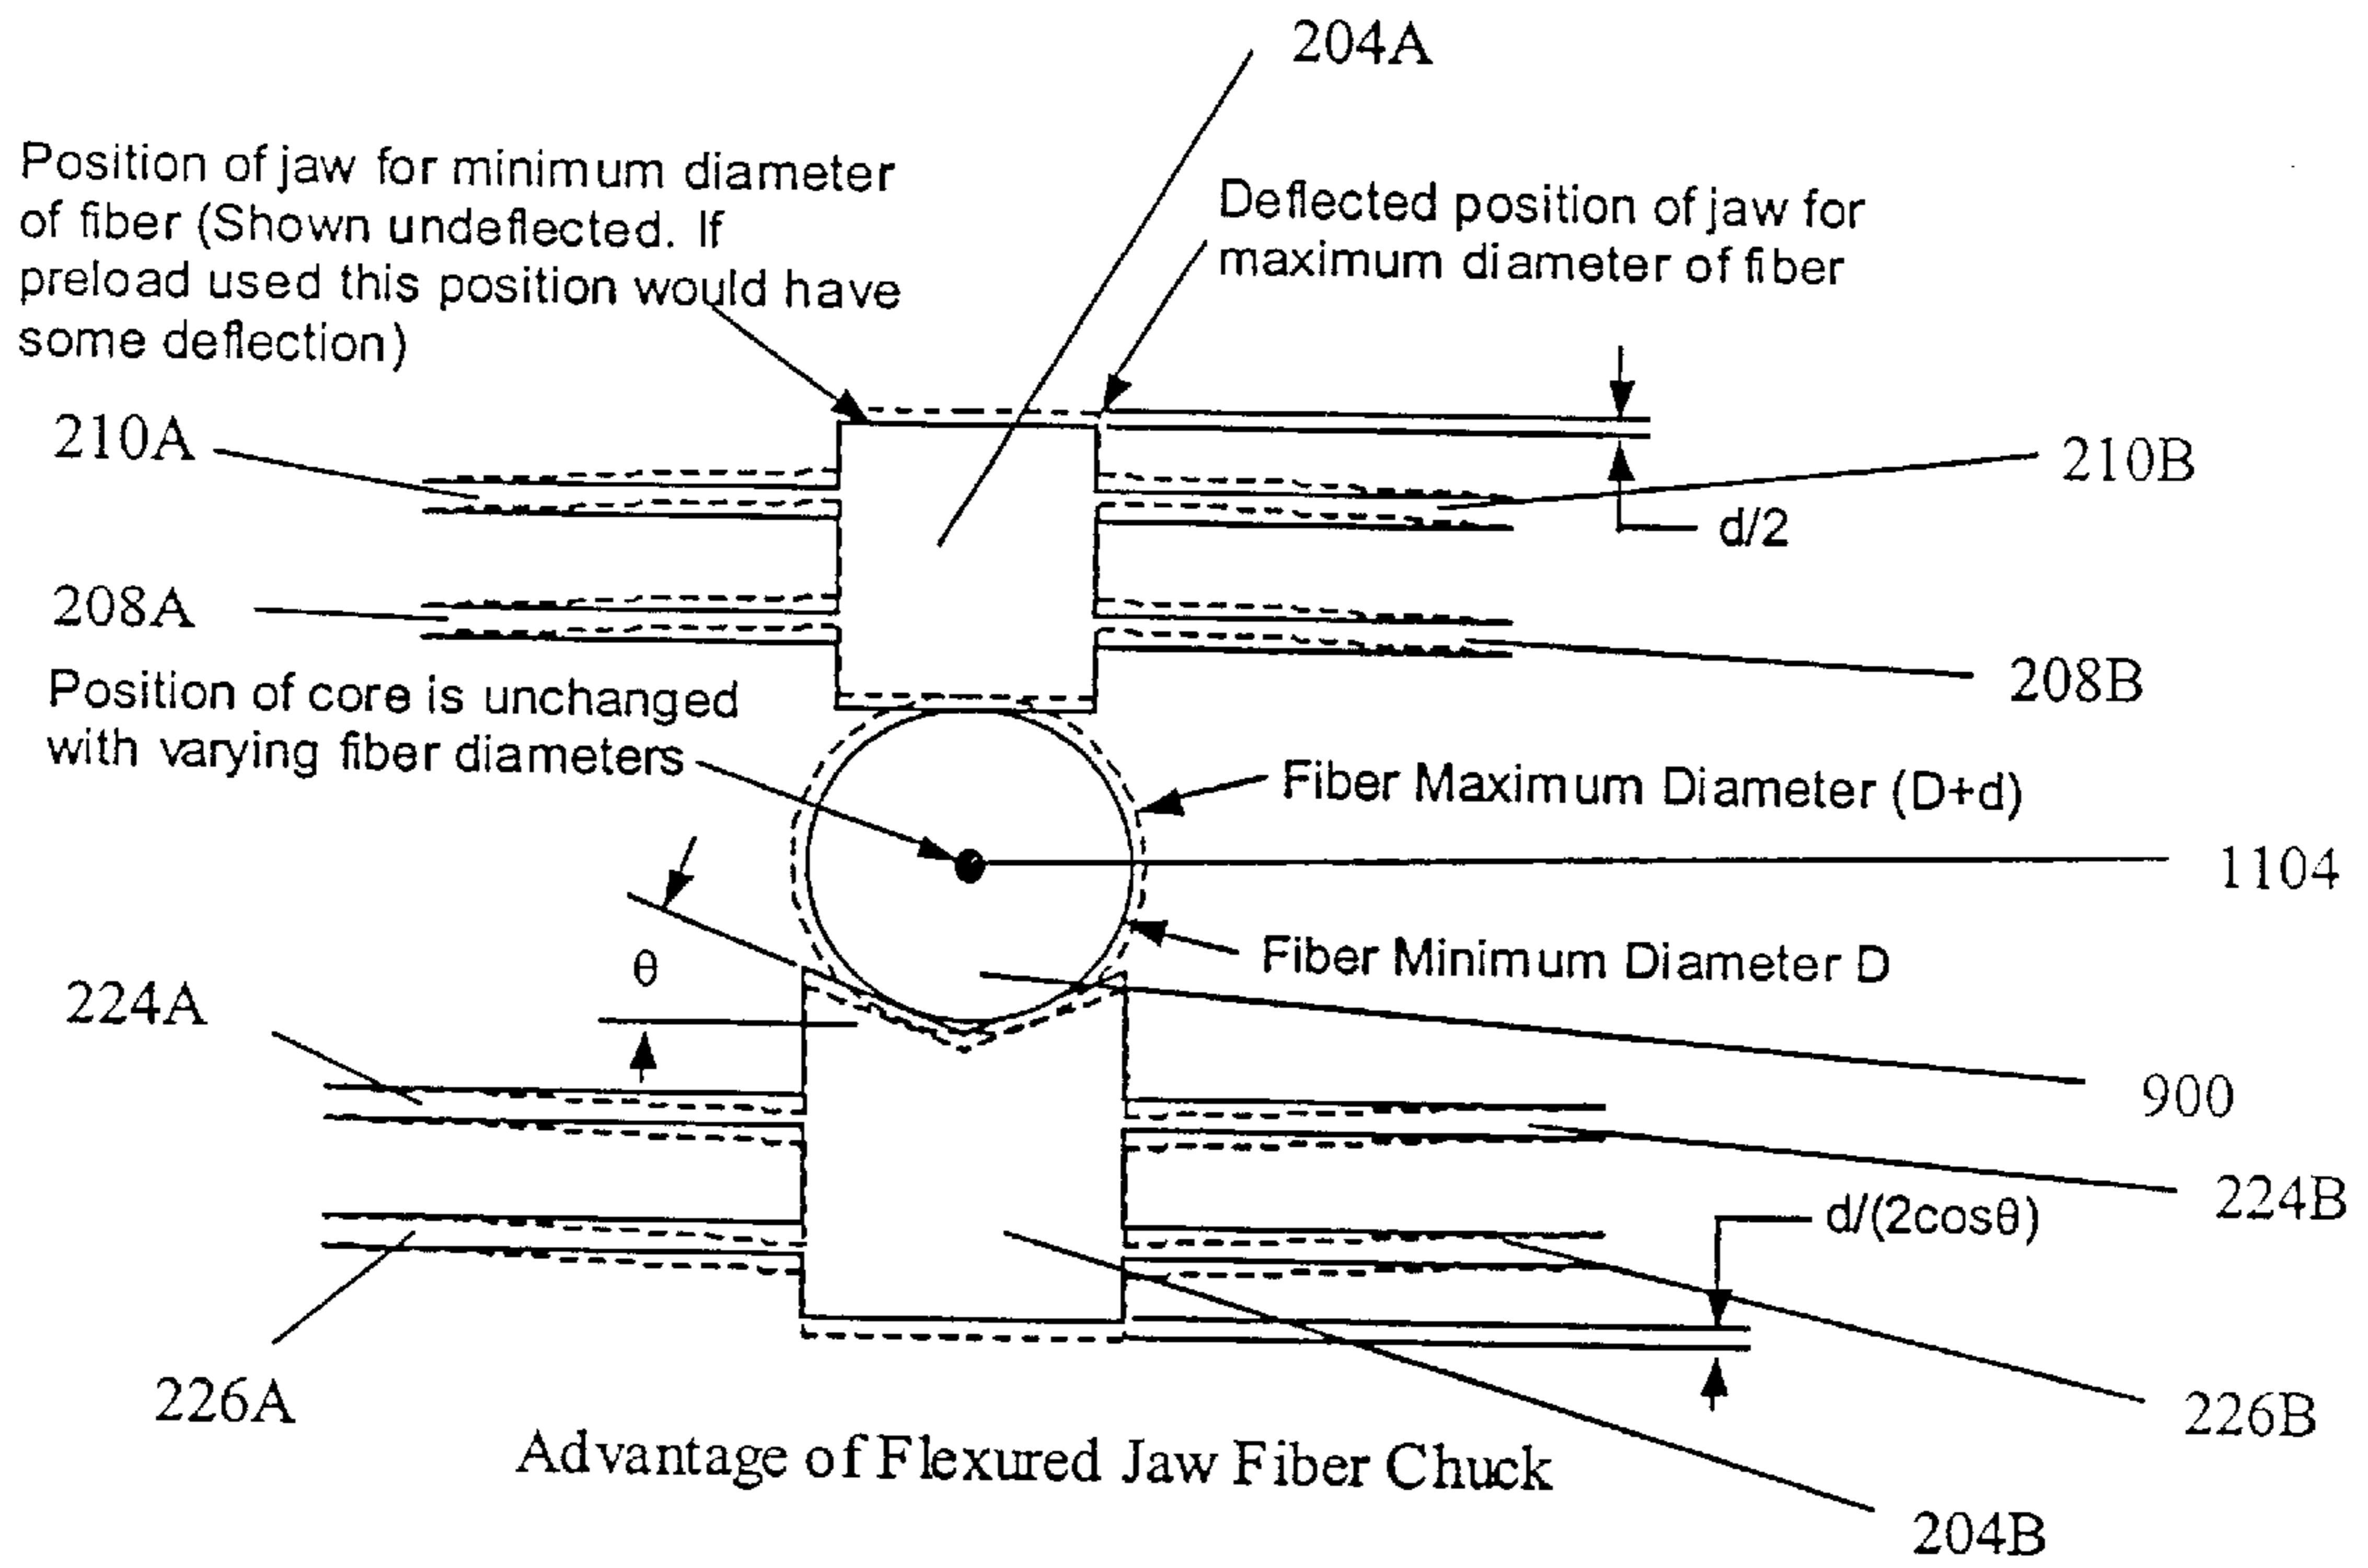 204A
Position of jaw for minimum diameter
of fiber (Shown undeflected. If
preload used this position would have
some deflection)
Deflected position of jaw for
maximum diameter of fiber
210A
210B
d/2
208A
208B
Position of core is unchanged
with varying fiber diameters
Fiber Maximum Diameter (D+d)
1104
θ
Fiber Minimum Diameter D
224A
900
224B
d/(2cosθ)
226A
226B
Advantage of Flexured Jaw Fiber Chuck
204B